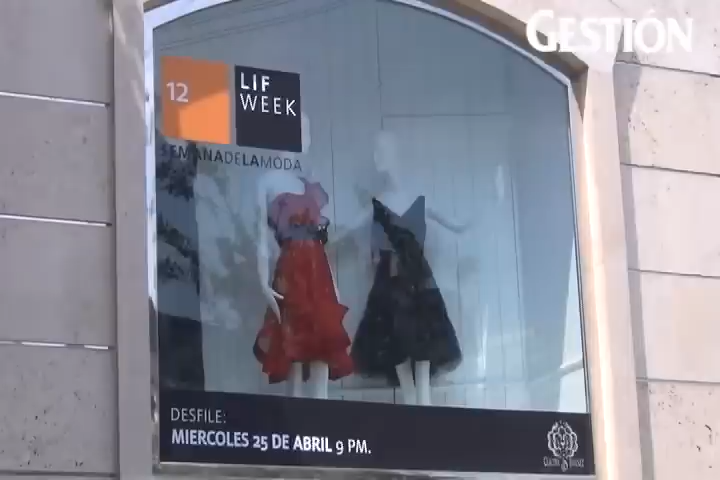 GESTIÓN
12
LIF
WEEK
SEMANADELAMODA
DESFILE:
MIERCOLES 25 DE ABRIL 9 PM.